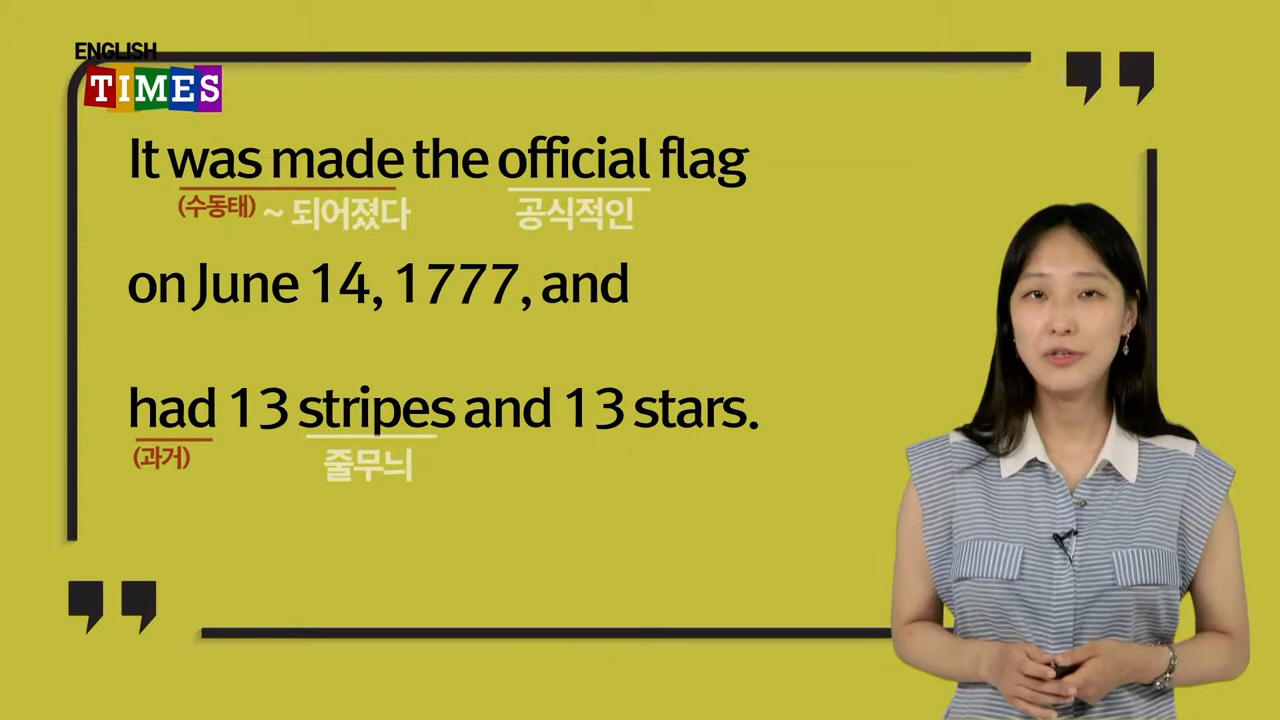 ENGLISH
TIMES
It was made the official flag
(수동태) ~ 되어졌다 공식적인
on June 14, 1777, and
had 13 stripes and 13 stars.
(과거) 줄무늬